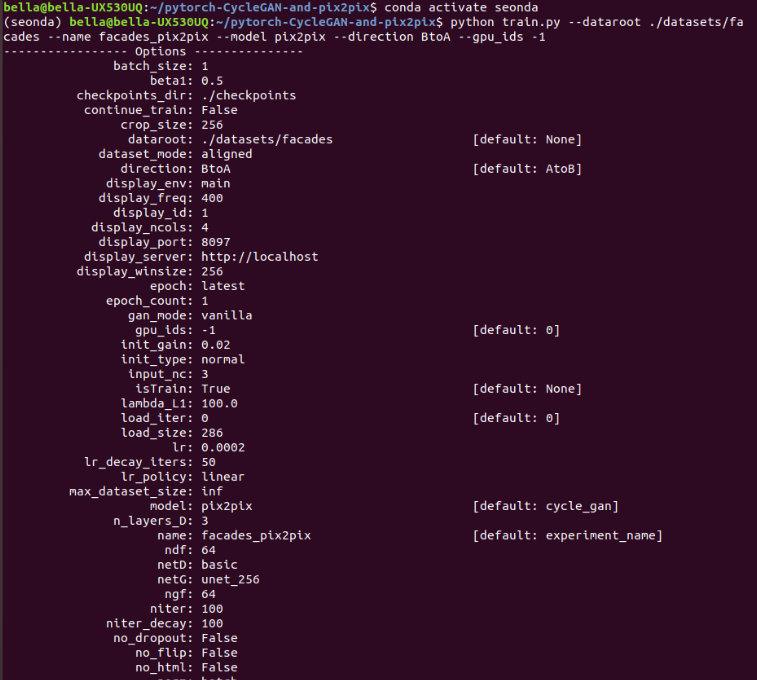 bella@bella-UX530UQ:~/pytorch-CycleGAN-and-pix2pix$ conda activate seonda
(seonda) bella@bella-UX530UQ:~/pytorch-CycleGAN-and-pix2pix$ python train.py --dataroot ./datasets/fa
cades --name facades_pix2pix --model pix2pix --direction BtoA --gpu_ids -1
----------------- Options ---------------
batch_size: 1
beta1: 0.5
checkpoints_dir: ./checkpoints
continue_train: False
crop_size: 256
dataroot: ./datasets/facades [default: None]
dataset_mode: aligned
direction: BtoA [default: AtoB]
display_env: main
display_freq: 400
display_id: 1
display_ncols: 4
display_port: 8097
display_server: http://localhost
display_winsize: 256
epoch: latest
epoch_count: 1
gan_mode: vanilla
gpu_ids: -1 [default: 0]
init_gain: 0.02
init_type: normal
input_nc: 3
isTrain: True [default: None]
lambda_L1: 100.0
load_iter: 0 [default: 0]
load_size: 286
lr: 0.0002
lr_decay_iters: 50
lr_policy: linear
max_dataset_size: inf
model: pix2pix [default: cycle_gan]
n_layers_D: 3
name: facades_pix2pix [default: experiment_name]
ndf: 64
netD: basic
netG: unet_256
ngf: 64
niter: 100
niter_decay: 100
no_dropout: False
no_flip: False
no_html: False